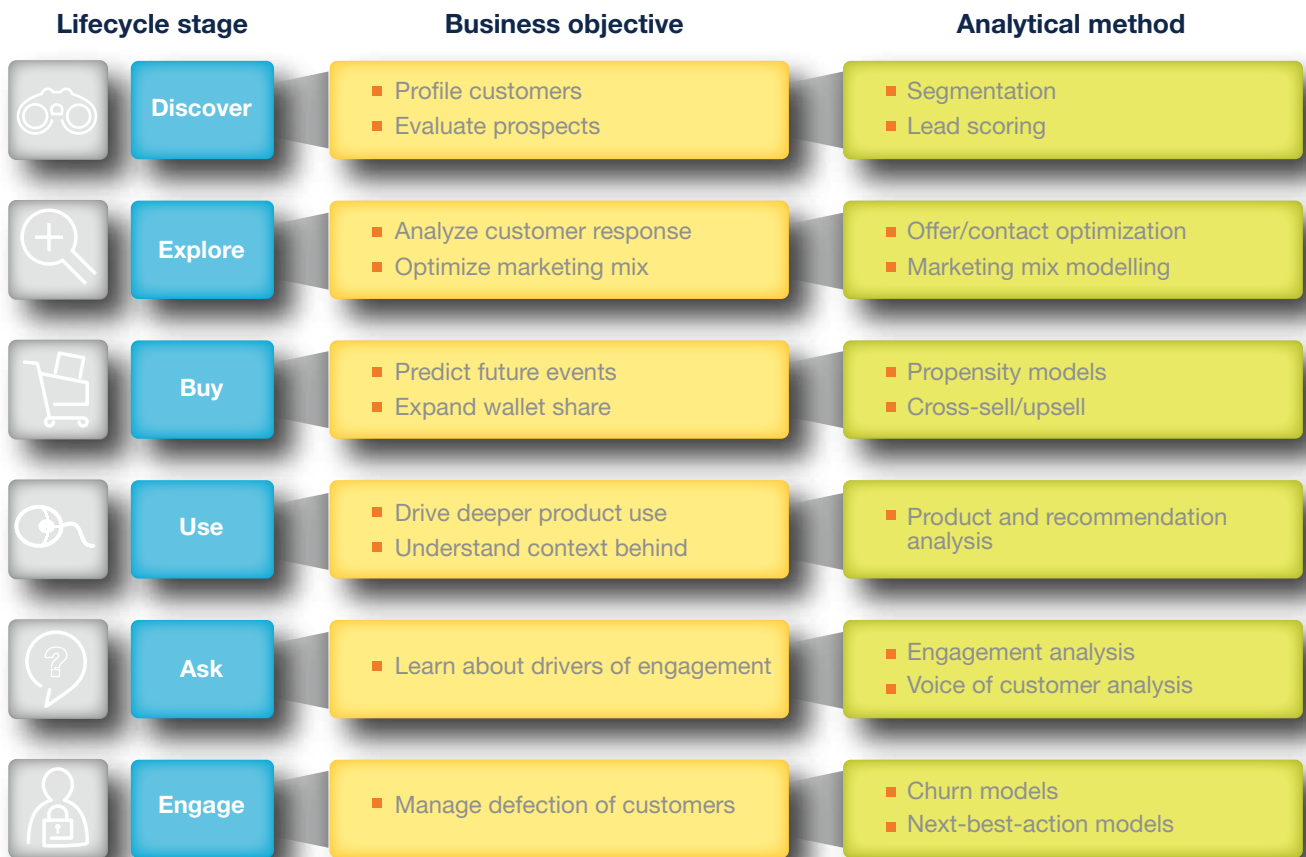 Lifecycle stage Business objective Analytical method
Discover
Profile customers
Evaluate prospects
Segmentation
Lead scoring
Explore
Analyze customer response
Optimize marketing mix
Offer/contact optimization
Marketing mix modelling
Buy
Predict future events
Expand wallet share
Propensity models
Cross-sell/upsell
Use
Drive deeper product use
Understand context behind
Product and recommendation
analysis
?
Ask
Learn about drivers of engagement
Engagement analysis
Voice of customer analysis
Engage
Manage defection of customers
Churn models
Next-best-action models